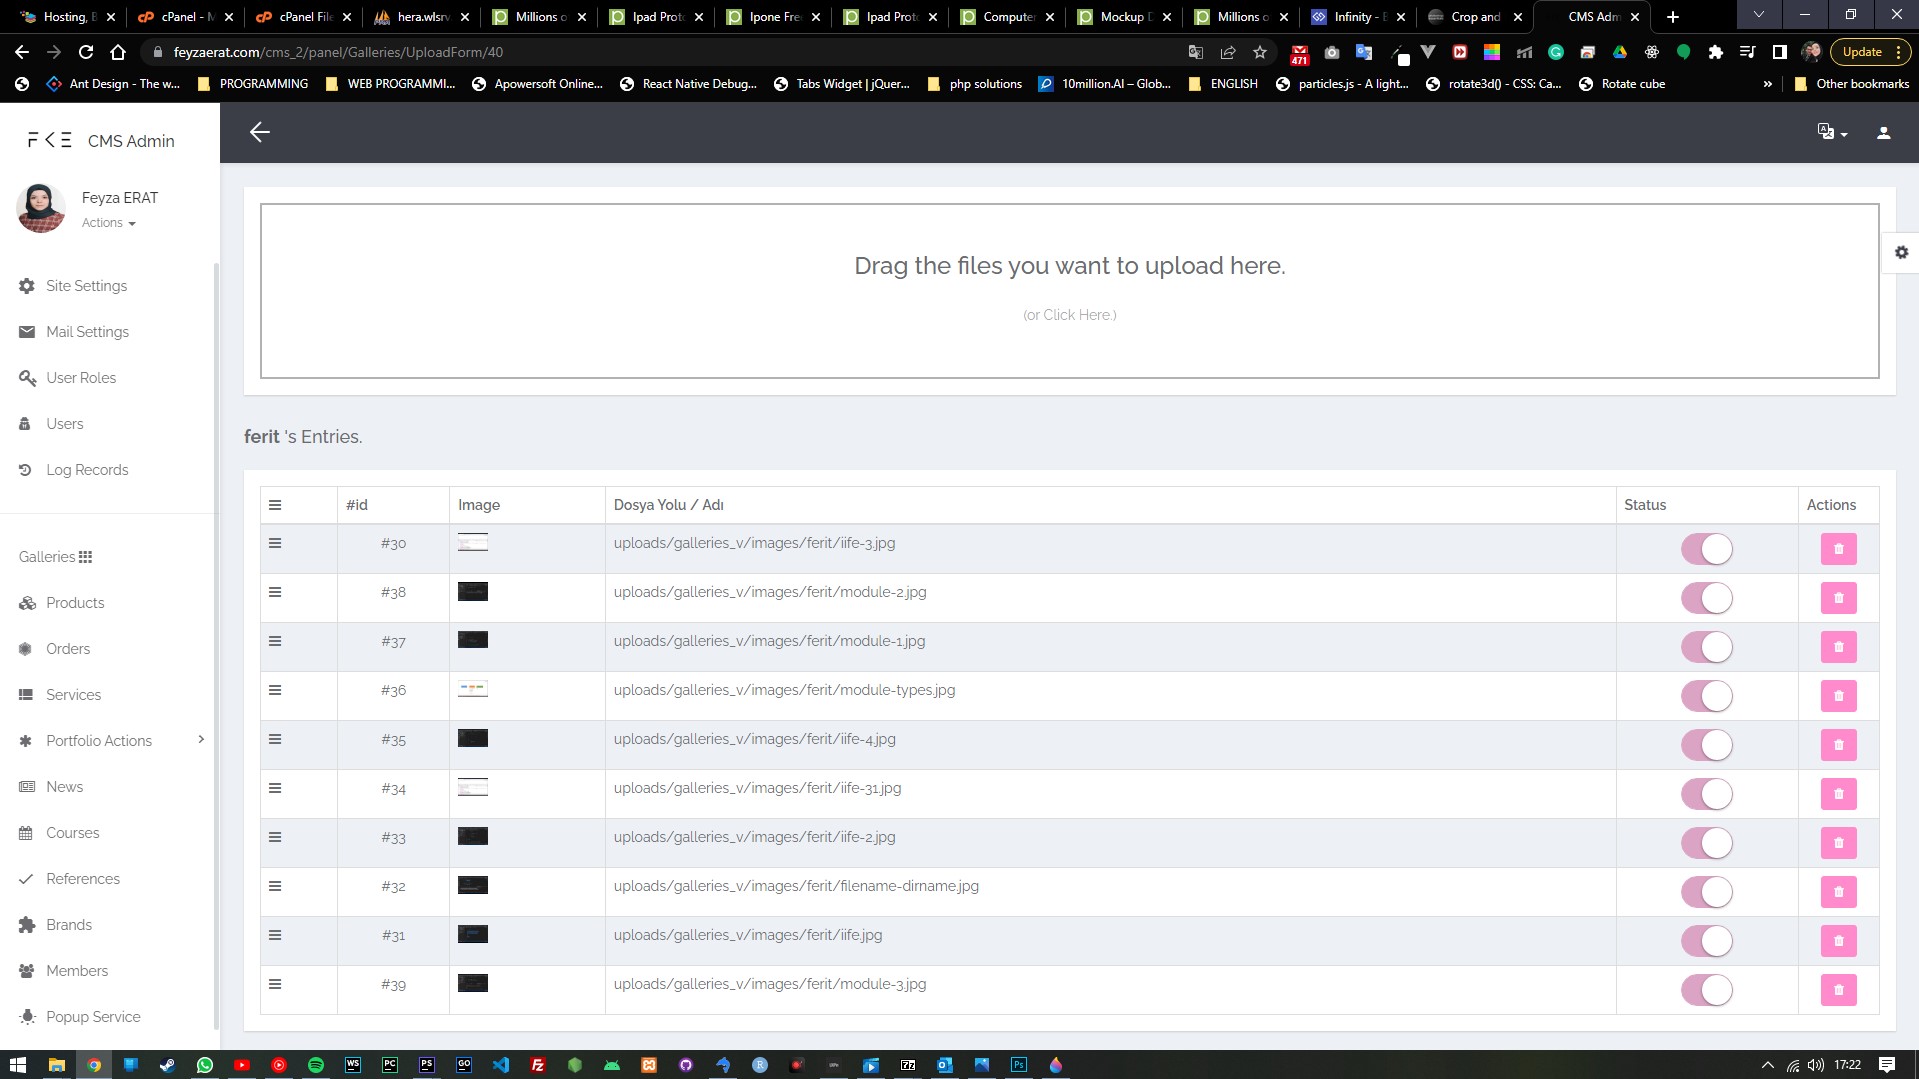 Hosting, B
cPanel - M
cPanel File
hera.wlsrv
Millions o
Ipad Proto
Ipone Free
Ipad Proto
Computer
Mockup D
Millions o
Infinity - B
Crop and
CMS Adm
feyzaerat.com/cms_2/panel/Galleries/UploadForm/40
471
Update
Ant Design - The w...
PROGRAMMING
WEB PROGRAMMI...
Apowersoft Online...
React Native Debug...
Tabs Widget | jQuer...
php solutions
10million.AI – Glob...
ENGLISH
particles.js - A light...
rotate3d() - CSS: Ca...
Rotate cube
»
Other bookmarks
CMS Admin
Feyza ERAT
Actions
Site Settings
Mail Settings
User Roles
Users
Log Records
Galleries
Products
Orders
Services
Portfolio Actions
News
Courses
References
Brands
Members
Popup Service
Drag the files you want to upload here.
(or Click Here.)
ferit 's Entries.
#id Image Dosya Yolu / Adı Status Actions
#30 uploads/galleries_v/images/ferit/iife-3.jpg
#38 uploads/galleries_v/images/ferit/module-2.jpg
#37 uploads/galleries_v/images/ferit/module-1.jpg
#36 uploads/galleries_v/images/ferit/module-types.jpg
#35 uploads/galleries_v/images/ferit/iife-4.jpg
#34 uploads/galleries_v/images/ferit/iife-31.jpg
#33 uploads/galleries_v/images/ferit/iife-2.jpg
#32 uploads/galleries_v/images/ferit/filename-dirname.jpg
#31 uploads/galleries_v/images/ferit/iife.jpg
#39 uploads/galleries_v/images/ferit/module-3.jpg
17:22